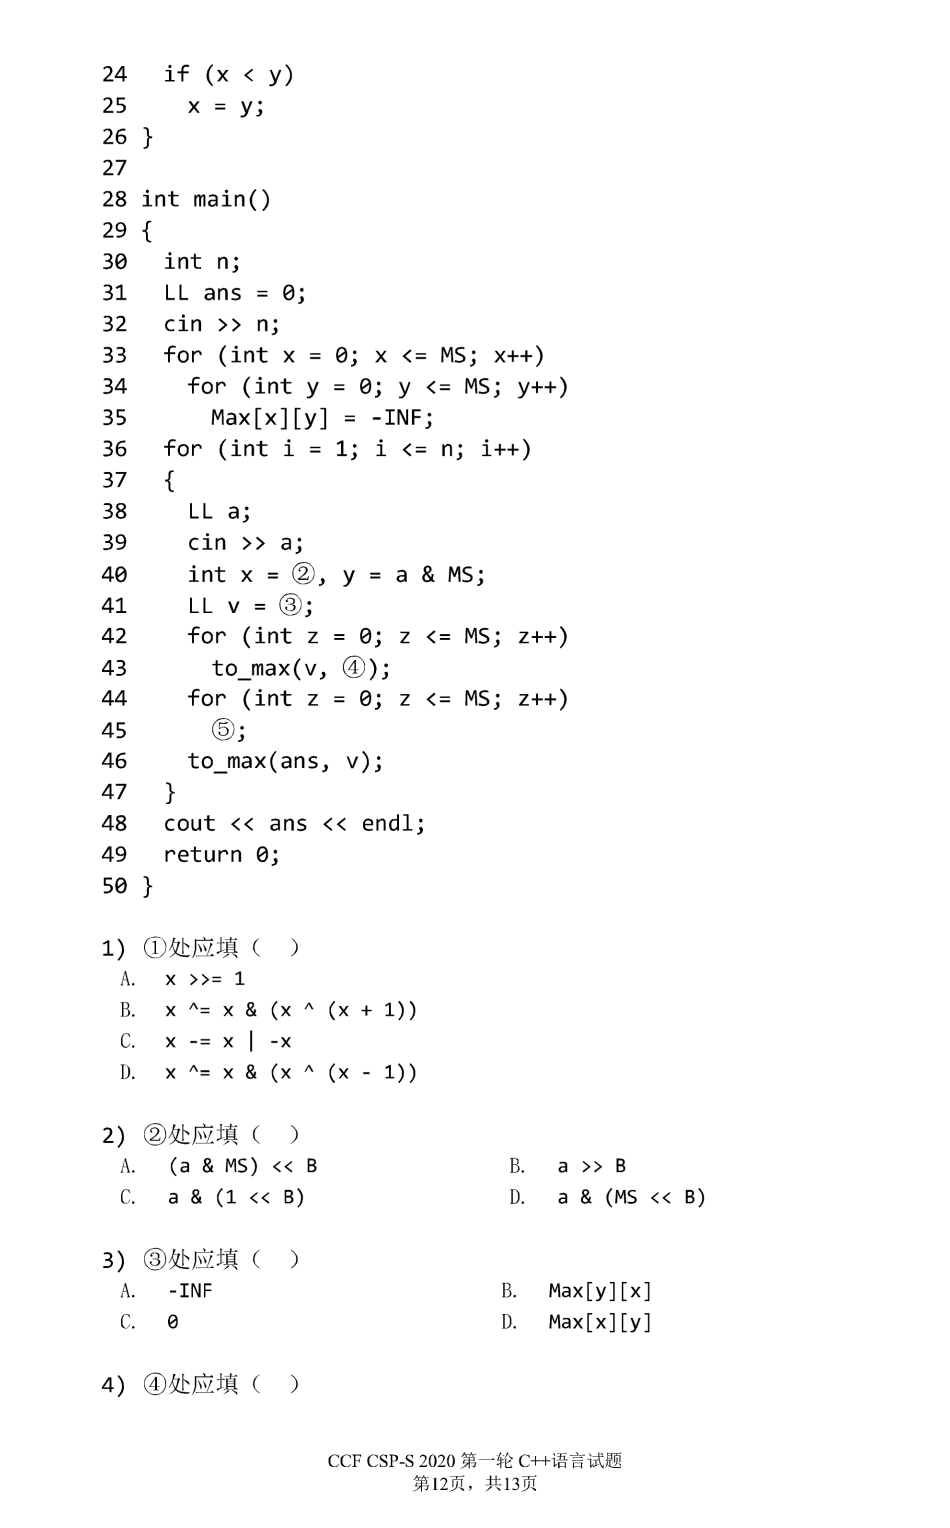 24 if (x < y)
25 x = y;
26 }
27
28 int main()
29 {
30 int n;
31 LL ans = 0;
32 cin >> n;
33 for (int x = 0; x <= MS; x++)
34 for (int y = 0; y <= MS; y++)
35 Max[x][y] = -INF;
36 for (int i = 1; i <= n; i++)
37 {
38 LL a;
39 cin >> a;
40 int x = ②, y = a & MS;
41 LL v = ③;
42 for (int z = 0; z <= MS; z++)
43 to_max(v, ④);
44 for (int z = 0; z <= MS; z++)
45 ⑤;
46 to_max(ans, v);
47 }
48 cout << ans << endl;
49 return 0;
50 }
1) ①处应填（ ）
A. x >>= 1
B. x ^= x & (x ^ (x + 1))
C. x -= x | -x
D. x ^= x & (x ^ (x - 1))
2) ②处应填（ ）
A. (a & MS) << B B. a >> B
C. a & (1 << B) D. a & (MS << B)
3) ③处应填（ ）
A. -INF B. Max[y][x]
C. 0 D. Max[x][y]
4) ④处应填（ ）
CCF CSP-S 2020 第一轮 C++语言试题
第12页，共13页